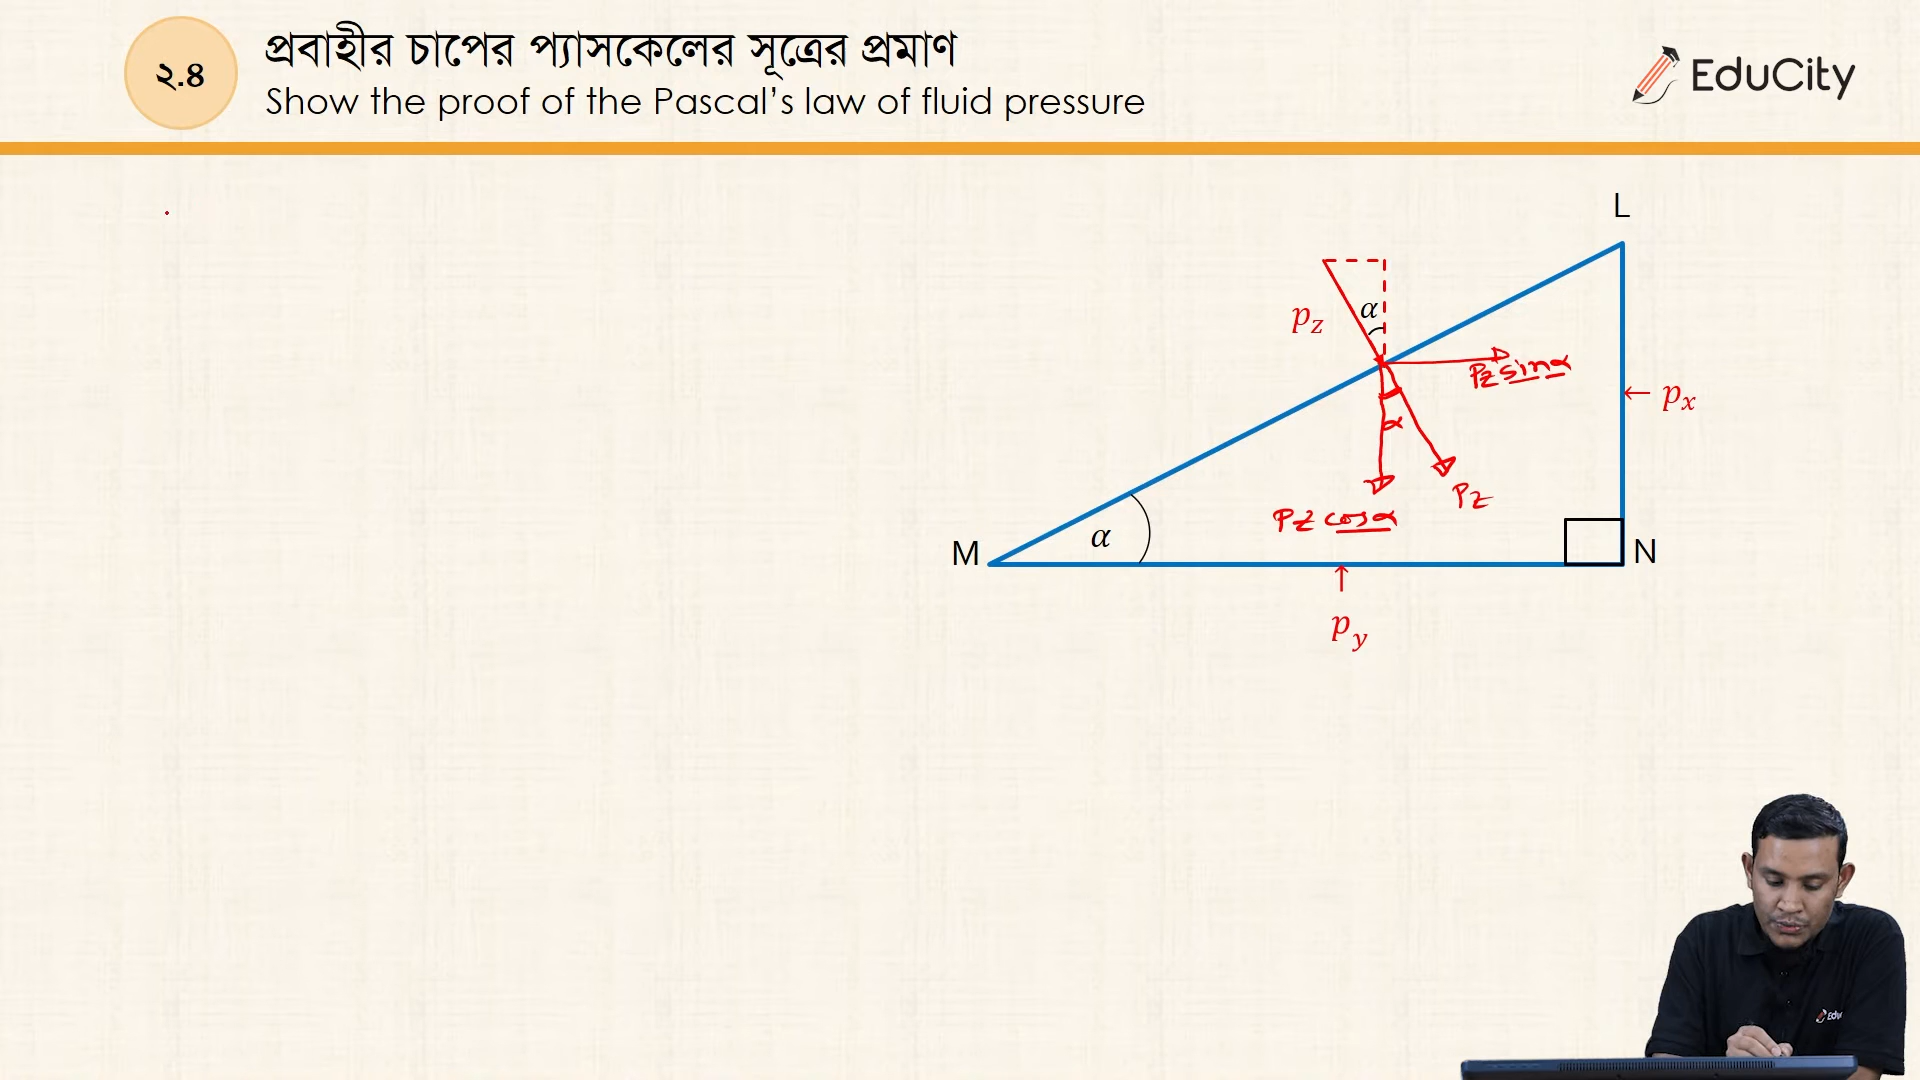 ২.৪
প্রবাহীর চাপের প্যাসকেলের সূত্রের প্রমাণ
Show the proof of the Pascal's law of fluid pressure
EduCity
L
α
p_z
Pz sinα
← p_x
α
Pz
Pz cosα
M
α
N
↑
p_y